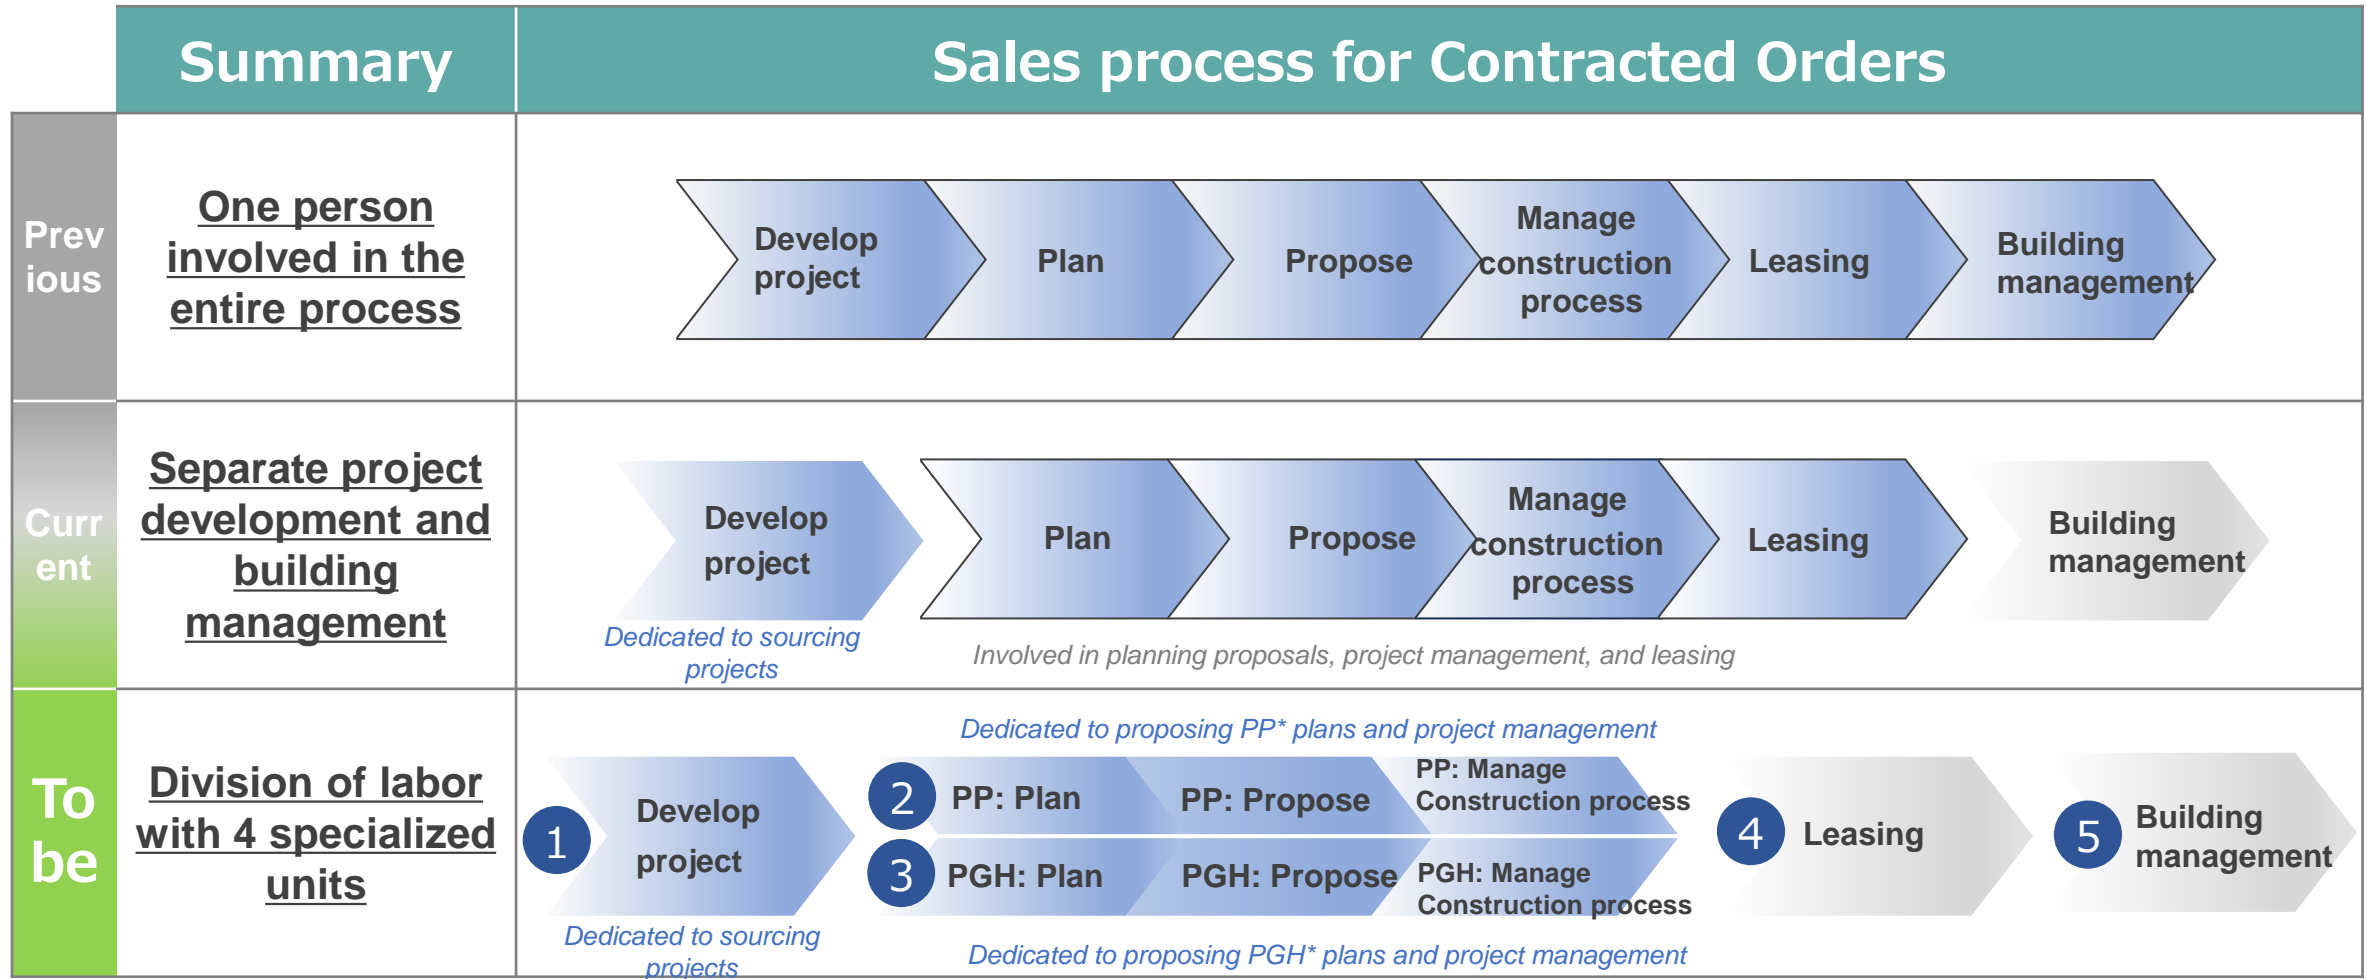 Summary
Sales process for Contracted Orders
Prev
ious
One person
involved in the
entire process
Develop
project
Plan
Propose
Manage
construction
process
Leasing
Building
management
Curr
ent
Separate project
development and
building
management
Develop
project
Dedicated to sourcing
projects
Plan
Propose
Manage
construction
process
Leasing
Involved in planning proposals, project management, and leasing
Building
management
To
be
Division of labor
with 4 specialized
units
1
Develop
project
Dedicated to sourcing
projects
Dedicated to proposing PP* plans and project management
2
PP: Plan
PP: Propose
PP: Manage
Construction process
3
PGH: Plan
PGH: Propose
PGH: Manage
Construction process
Dedicated to proposing PGH* plans and project management
4
Leasing
5
Building
management